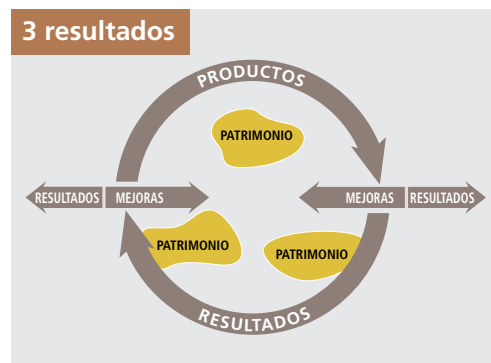 3 resultados
PRODUCTOS
PATRIMONIO
RESULTADOS MEJORAS
MEJORAS RESULTADOS
PATRIMONIO
PATRIMONIO
RESULTADOS